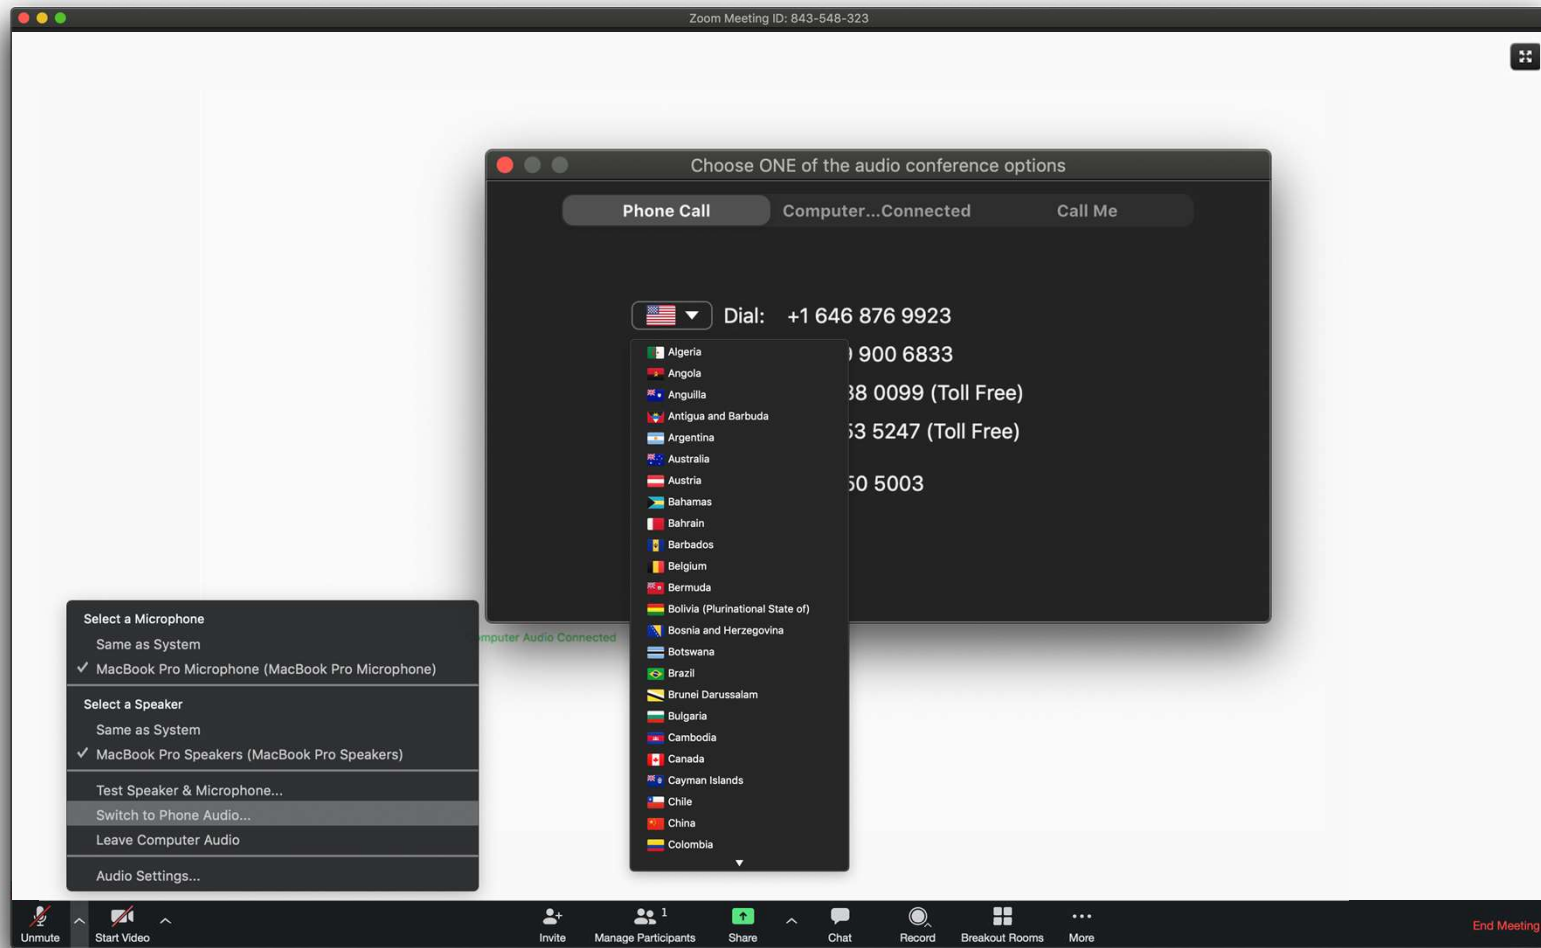 Zoom Meeting ID: 843-548-323
Choose ONE of the audio conference options
Phone Call Computer...Connected Call Me
Dial: +1 646 876 9923
900 6833
0099 (Toll Free)
5247 (Toll Free)
5003
Algeria
Angola
Anguilla
Antigua and Barbuda
Argentina
Australia
Austria
Bahamas
Bahrain
Barbados
Belgium
Bermuda
Bolivia (Plurinational State of)
Bosnia and Herzegovina
Botswana
Brazil
Brunei Darussalam
Bulgaria
Cambodia
Canada
Cayman Islands
Chile
China
Colombia
Audio Connected
Select a Microphone
Same as System
MacBook Pro Microphone (MacBook Pro Microphone)
Select a Speaker
Same as System
MacBook Pro Speakers (MacBook Pro Speakers)
Test Speaker & Microphone...
Switch to Phone Audio...
Leave Computer Audio
Audio Settings...
Unmute Start Video Invite Manage Participants 1 Share Chat Record Breakout Rooms More End Meeting